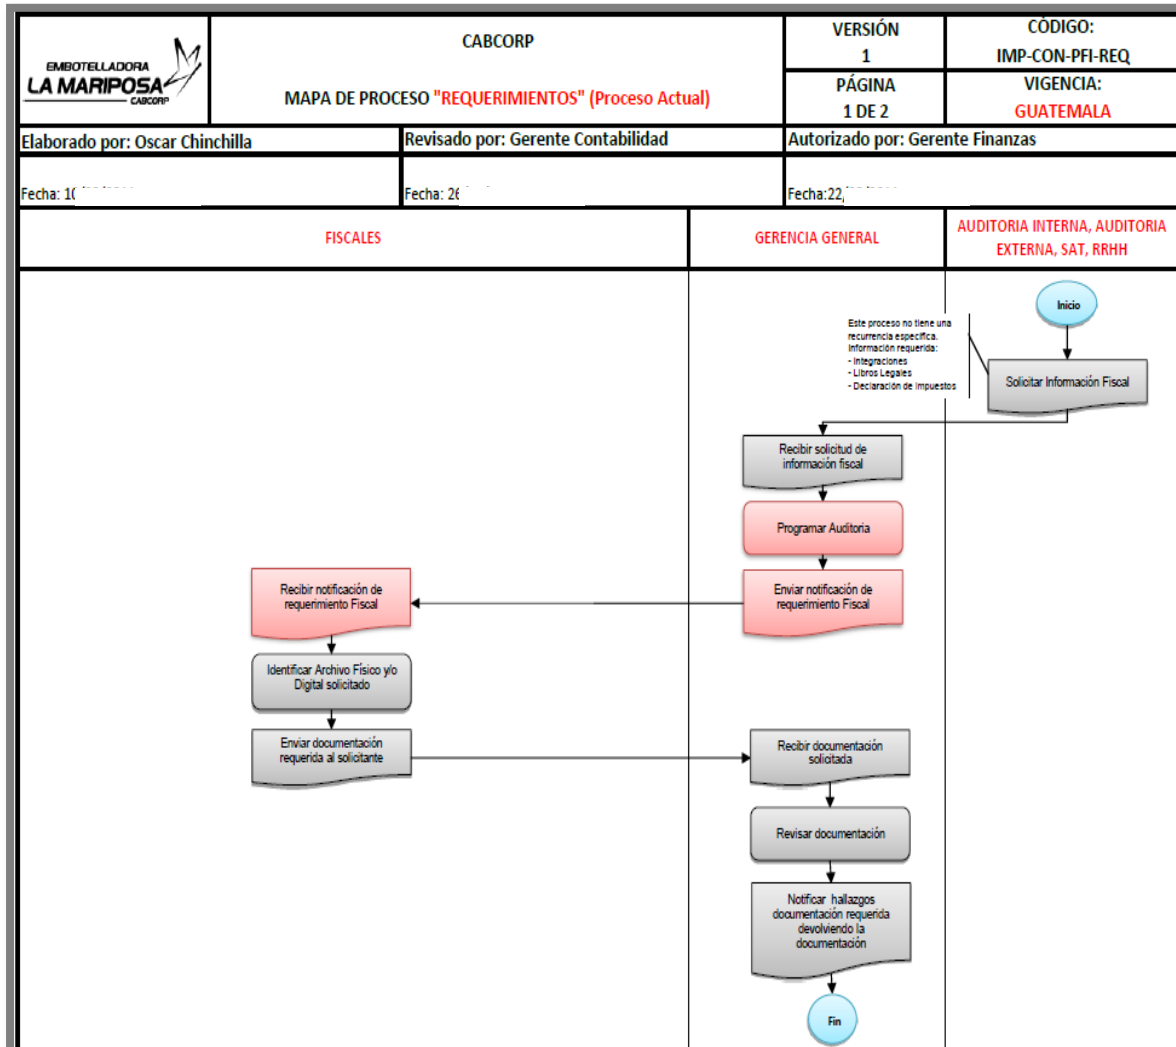 EMBOTELLADORA
LA MARIPOSA
CABCORP
CABCORP
MAPA DE PROCESO "REQUERIMIENTOS" (Proceso Actual)
VERSIÓN
1
CÓDIGO:
IMP-CON-PFI-REQ
PÁGINA
1 DE 2
VIGENCIA:
GUATEMALA
Elaborado por: Oscar Chinchilla
Revisado por: Gerente Contabilidad
Autorizado por: Gerente Finanzas
Fecha: 10
Fecha: 26
Fecha:22/
FISCALES
GERENCIA GENERAL
AUDITORIA INTERNA, AUDITORIA
EXTERNA, SAT, RRHH
Inicio
Este proceso no tiene una
recurrencia específica.
Información requerida:
- Integraciones
- Libros Legales
- Declaración de impuestos
Solicitar Información Fiscal
Recibir solicitud de
información fiscal
Programar Auditoria
Enviar notificación de
requerimiento Fiscal
Recibir notificación de
requerimiento Fiscal
Identificar Archivo Físico y/o
Digital solicitado
Enviar documentación
requerida al solicitante
Recibir documentación
solicitada
Revisar documentación
Notificar hallazgos
documentación requerida
devolviendo la
documentación
Fin